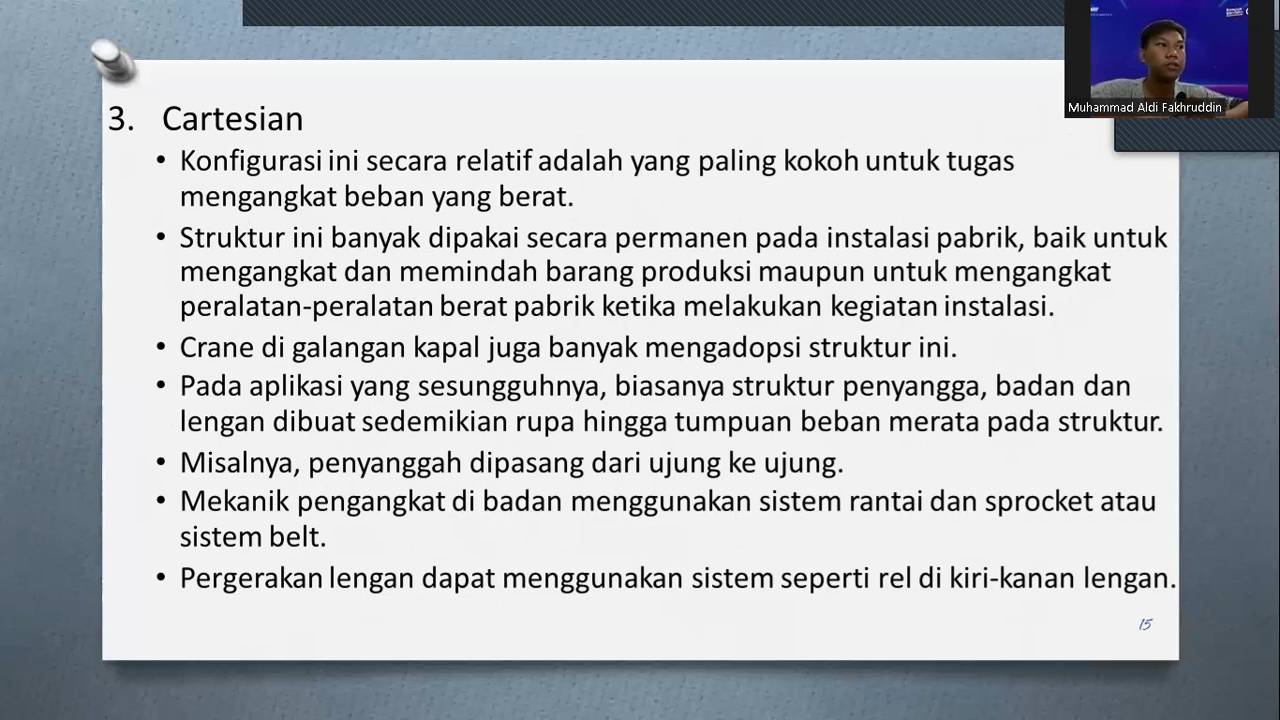 3. Cartesian
• Konfigurasi ini secara relatif adalah yang paling kokoh untuk tugas
mengangkat beban yang berat.
• Struktur ini banyak dipakai secara permanen pada instalasi pabrik, baik untuk
mengangkat dan memindah barang produksi maupun untuk mengangkat
peralatan-peralatan berat pabrik ketika melakukan kegiatan instalasi.
• Crane di galangan kapal juga banyak mengadopsi struktur ini.
• Pada aplikasi yang sesungguhnya, biasanya struktur penyangga, badan dan
lengan dibuat sedemikian rupa hingga tumpuan beban merata pada struktur.
• Misalnya, penyanggah dipasang dari ujung ke ujung.
• Mekanik pengangkat di badan menggunakan sistem rantai dan sprocket atau
sistem belt.
• Pergerakan lengan dapat menggunakan sistem seperti rel di kiri-kanan lengan.
15
Muhammad Aldi Fakhruddin